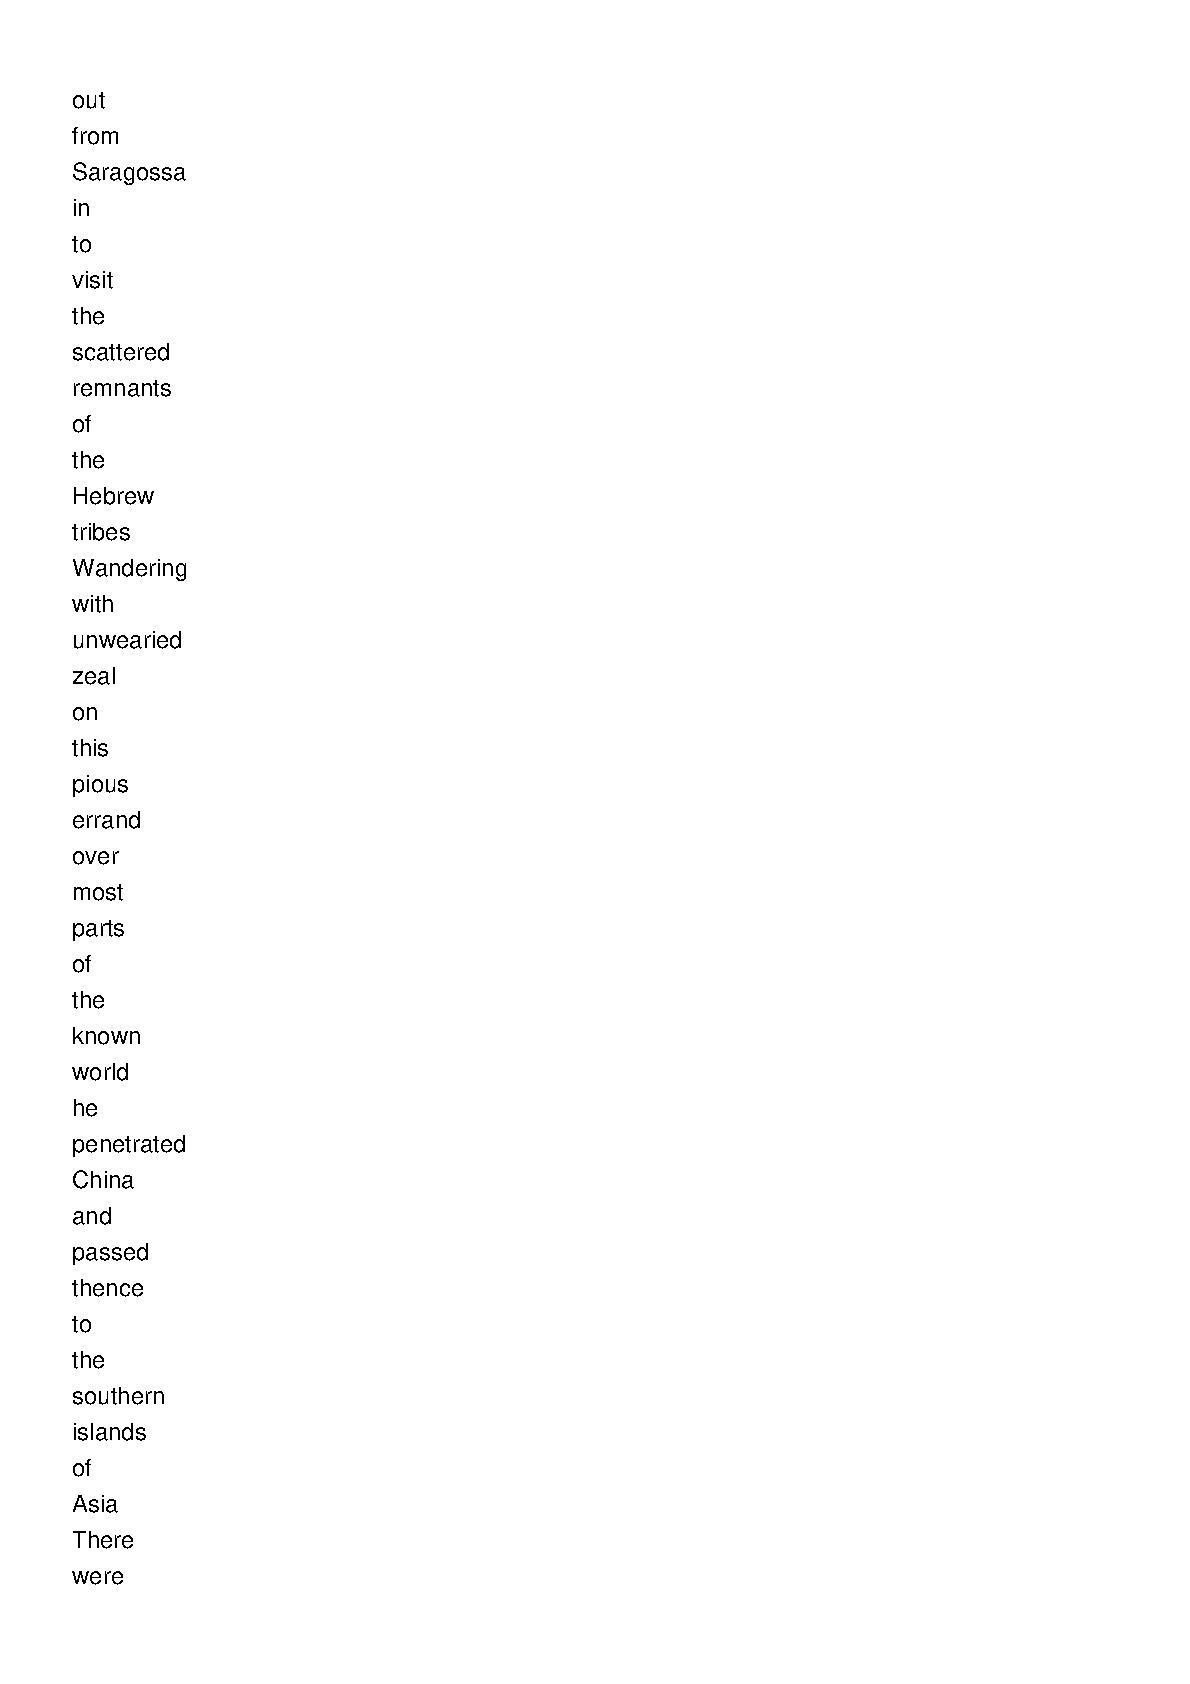 out
from
Saragossa
in
to
visit
the
scattered
remnants
of
the
Hebrew
tribes
Wandering
with
unwearied
zeal
on
this
pious
errand
over
most
parts
of
the
known
world
he
penetrated
China
and
passed
thence
to
the
southern
islands
of
Asia
There
were